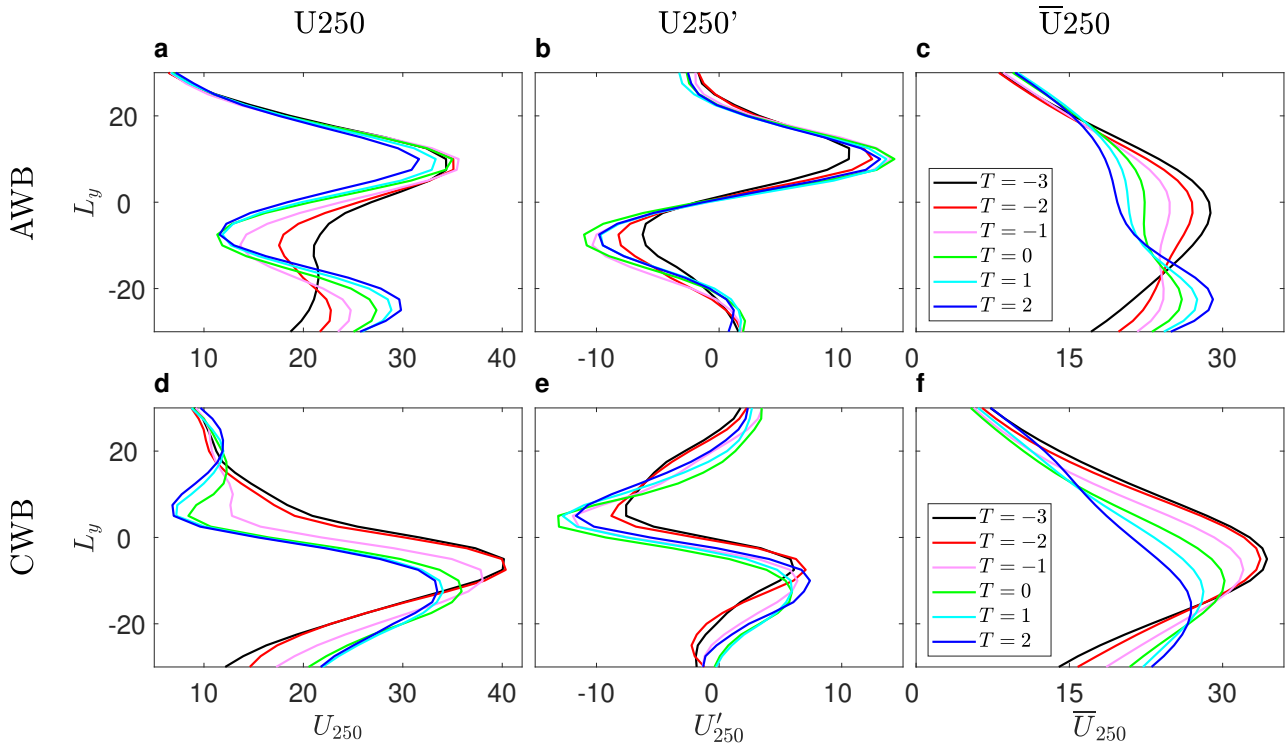 U250 U250' U̅250
a b c
AWB
L_y
20
0
-20
T = −3
T = −2
T = −1
T = 0
T = 1
T = 2
10 20 30 40 -10 0 10 0 15 30
d e f
CWB
L_y
20
0
-20
T = −3
T = −2
T = −1
T = 0
T = 1
T = 2
10 20 30 40 -10 0 10 0 15 30
U_250 U'_250 U̅_250